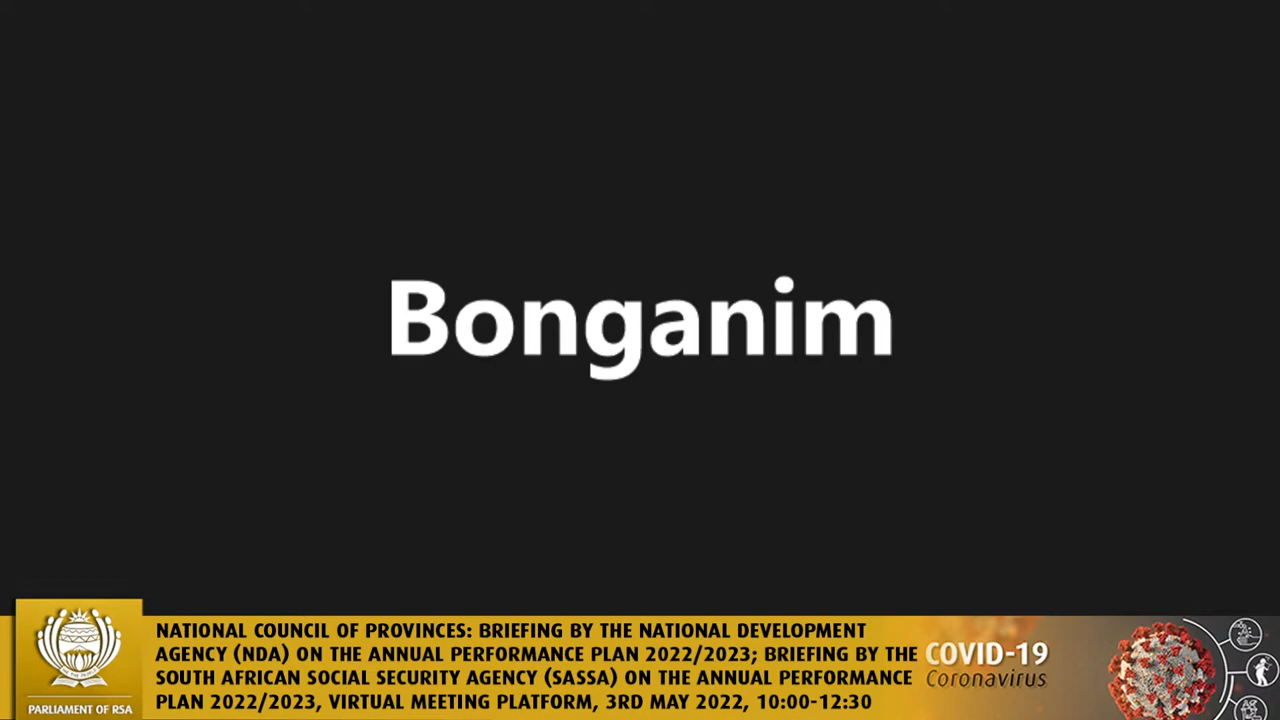 Bonganim
NATIONAL COUNCIL OF PROVINCES: BRIEFING BY THE NATIONAL DEVELOPMENT
AGENCY (NDA) ON THE ANNUAL PERFORMANCE PLAN 2022/2023; BRIEFING BY THE
SOUTH AFRICAN SOCIAL SECURITY AGENCY (SASSA) ON THE ANNUAL PERFORMANCE
PLAN 2022/2023, VIRTUAL MEETING PLATFORM, 3RD MAY 2022, 10:00-12:30
PARLIAMENT OF RSA
COVID-19
Coronavirus